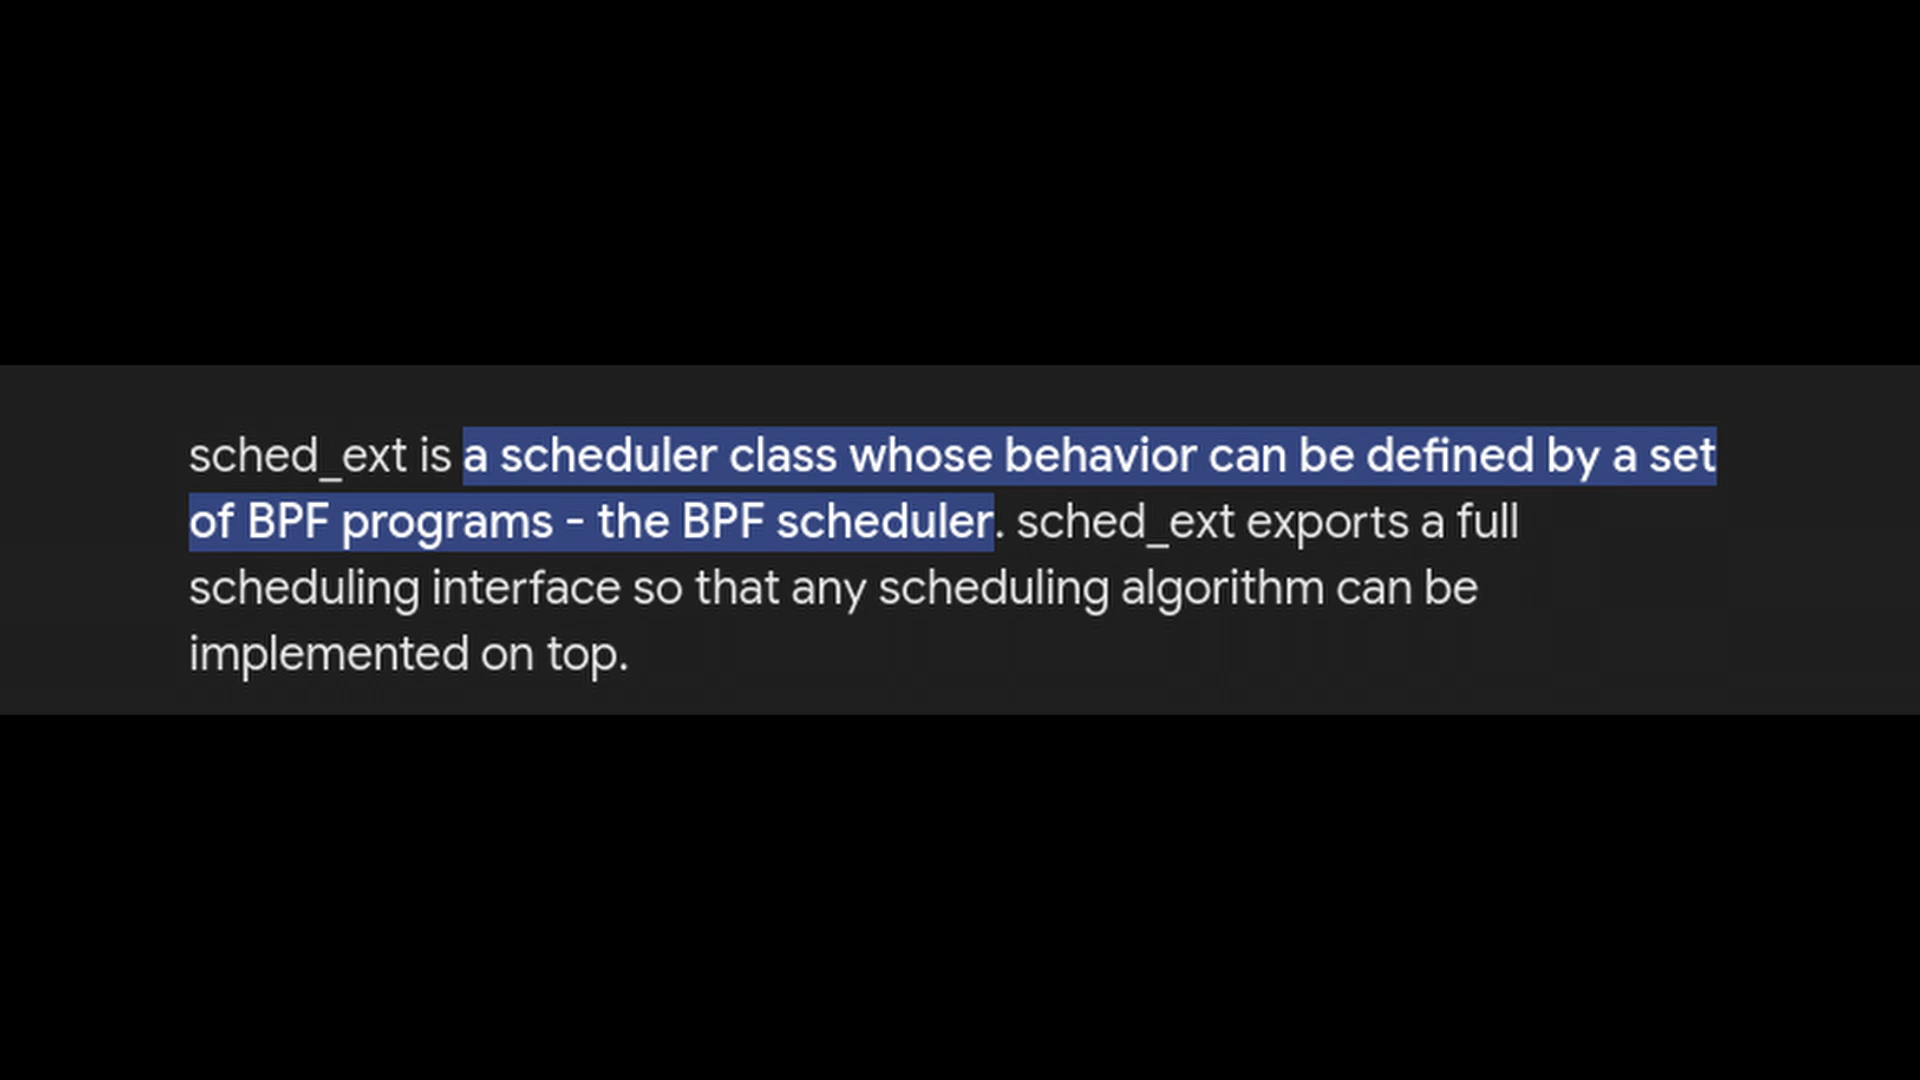 sched_ext is a scheduler class whose behavior can be defined by a set
of BPF programs - the BPF scheduler. sched_ext exports a full
scheduling interface so that any scheduling algorithm can be
implemented on top.